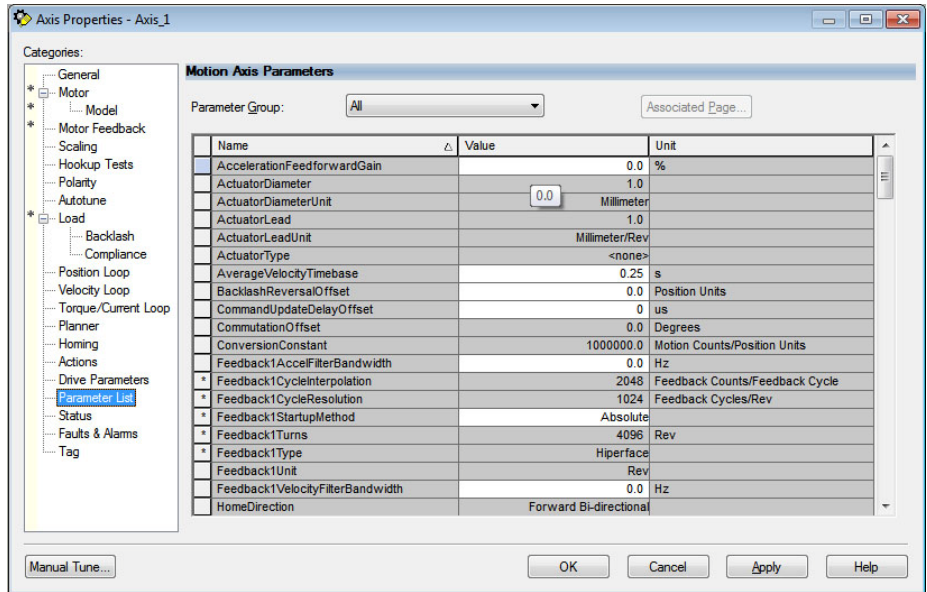 Axis Properties - Axis_1
Categories:
General
* Motor
* Model
* Motor Feedback
Scaling
Hookup Tests
Polarity
Autotune
* Load
Backlash
Compliance
Position Loop
Velocity Loop
Torque/Current Loop
Planner
Homing
Actions
Drive Parameters
Parameter List
Status
Faults & Alarms
Tag
Motion Axis Parameters
Parameter Group: All Associated Page...
Name Value Unit
AccelerationFeedforwardGain 0.0 %
ActuatorDiameter 1.0
0.0
ActuatorDiameterUnit Millimeter
ActuatorLead 1.0
ActuatorLeadUnit Millimeter/Rev
ActuatorType <none>
AverageVelocityTimebase 0.25 s
BacklashReversalOffset 0.0 Position Units
CommandUpdateDelayOffset 0 us
CommutationOffset 0.0 Degrees
ConversionConstant 1000000.0 Motion Counts/Position Units
Feedback1AccelFilterBandwidth 0.0 Hz
* Feedback1CycleInterpolation 2048 Feedback Counts/Feedback Cycle
* Feedback1CycleResolution 1024 Feedback Cycles/Rev
* Feedback1StartupMethod Absolute
* Feedback1Turns 4096 Rev
* Feedback1Type Hiperface
Feedback1Unit Rev
Feedback1VelocityFilterBandwidth 0.0 Hz
HomeDirection Forward Bi-directional
Manual Tune... OK Cancel Apply Help